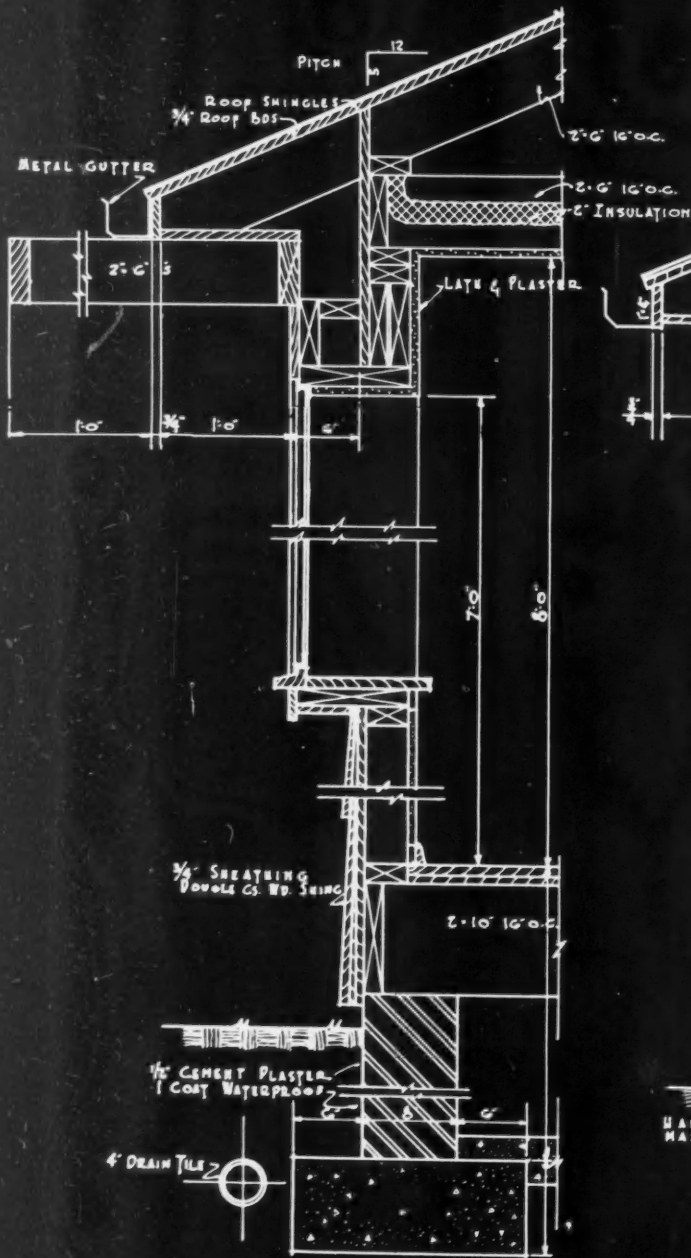 12
PITCH
5
ROOF SHINGLES
3/4" ROOF BDS
2"-6" 16" O.C.
METAL GUTTER
2"-6" 16" O.C.
2" INSULATION
2"-6"'S
LATH & PLASTER
1'-0"
3/4"
1'-0"
6"
7'-0"
8'-0"
3/4" SHEATHING
DOUBLE CS. WD. SHING
2-10" 16" O.C.
1/2" CEMENT PLASTER
1 COAT WATERPROOF
6"
8
6"
4" DRAIN TILE